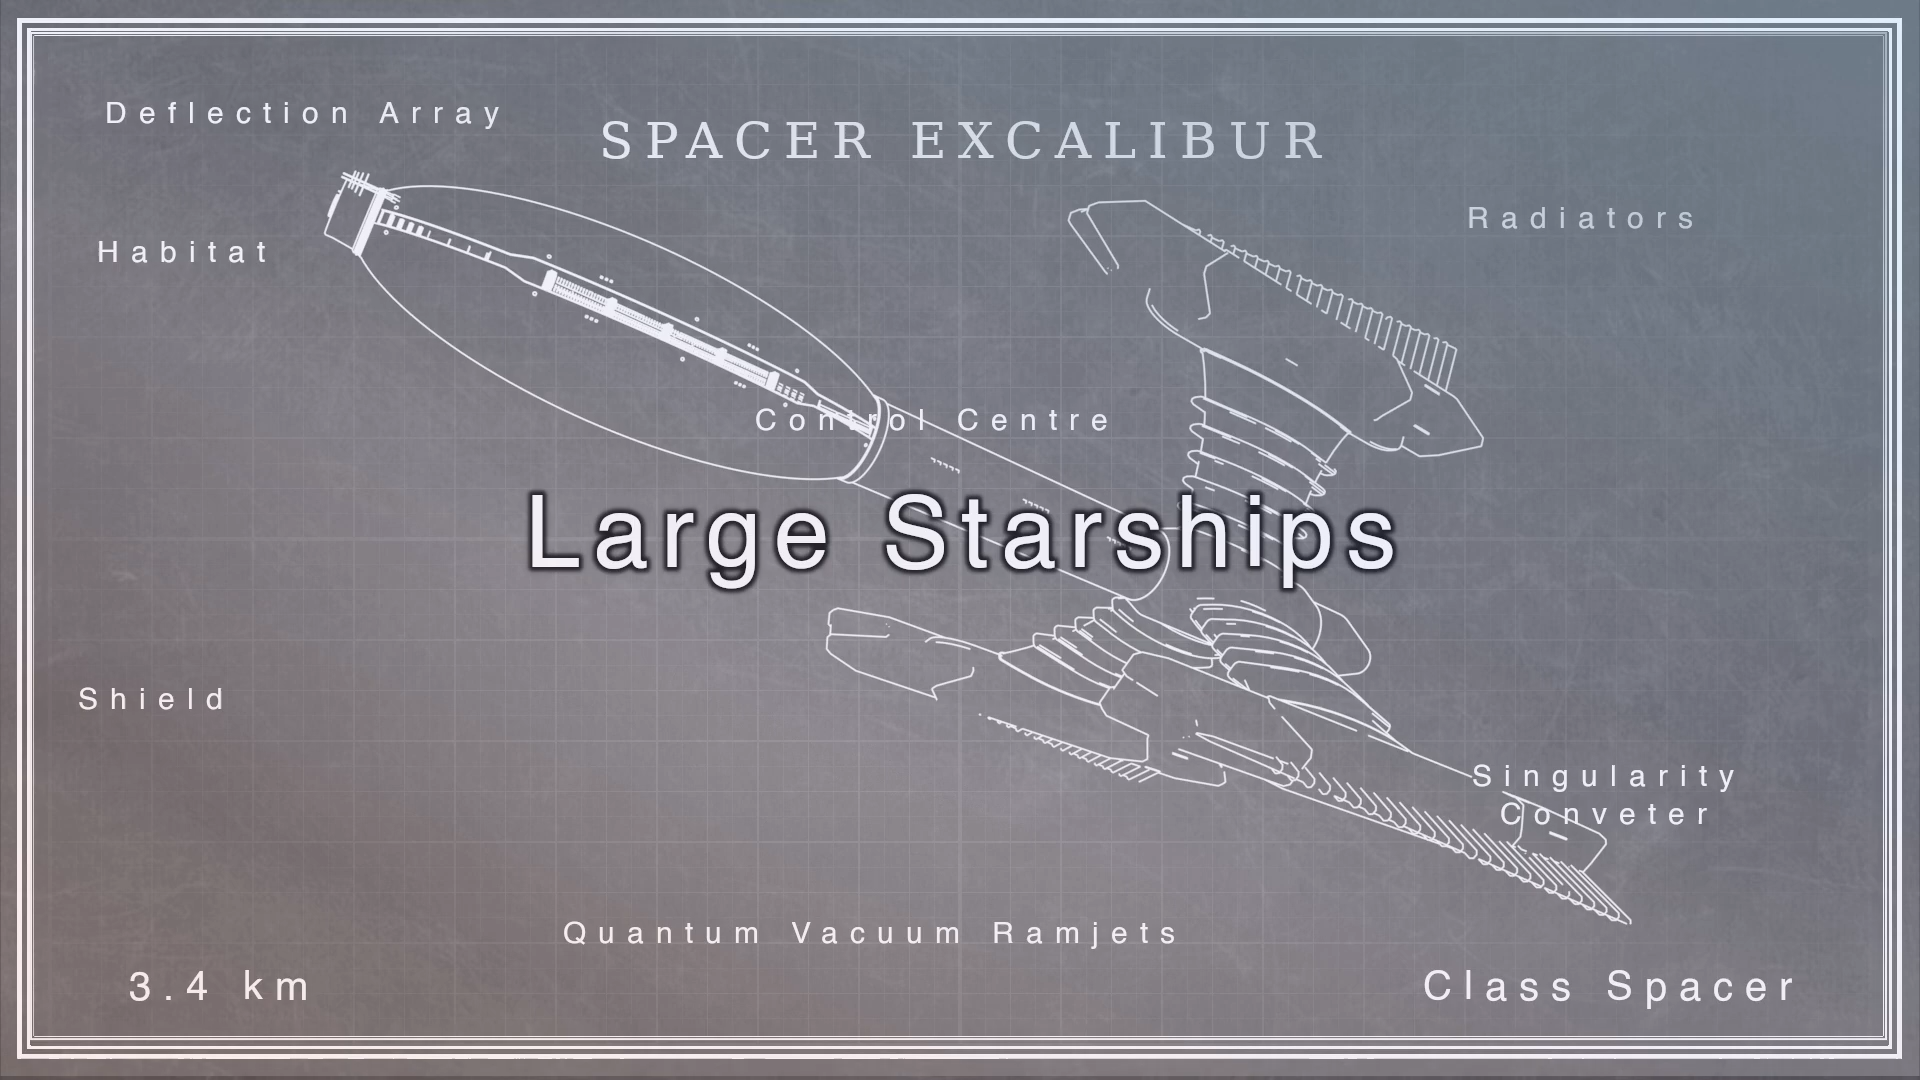 Deflection Array
SPACER EXCALIBUR
Radiators
Habitat
Control Centre
Large Starships
Shield
Singularity
Conveter
Quantum Vacuum Ramjets
3.4 km
Class Spacer